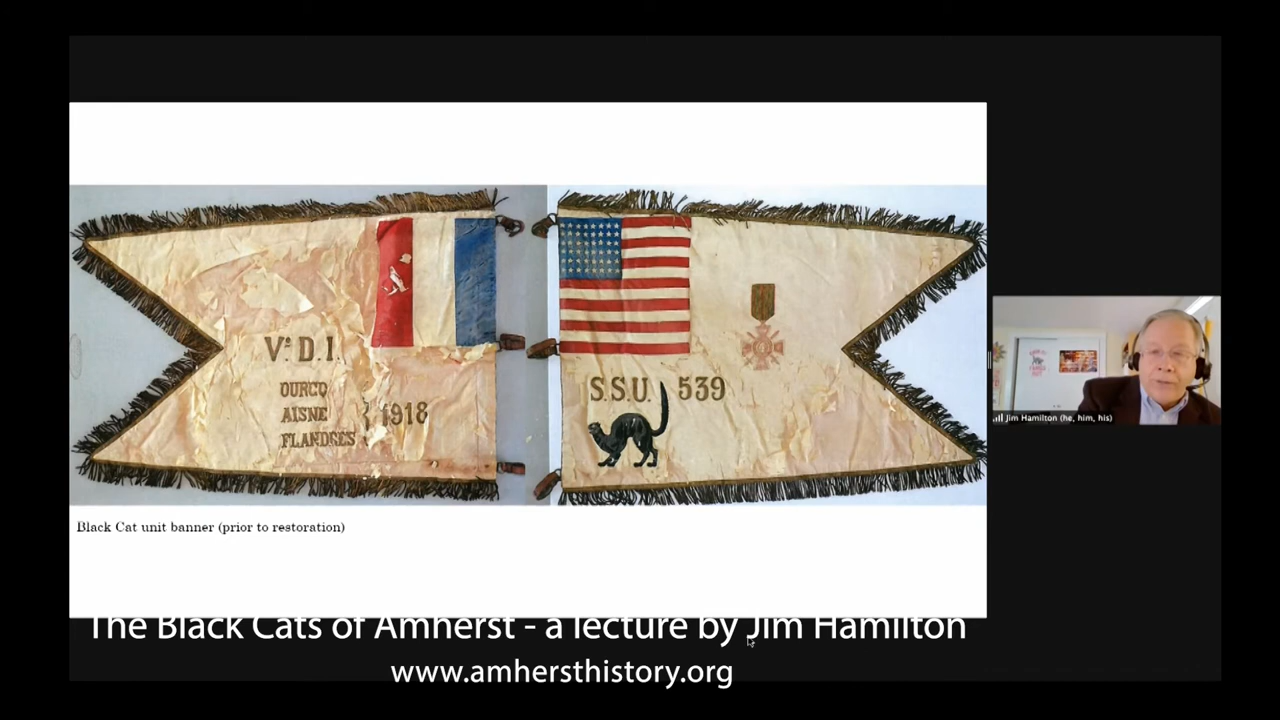 Vᵉ D.I.
OURCQ
AISNE
FLANDRES
1918
S.S.U. 539
Black Cat unit banner (prior to restoration)
Jim Hamilton (he, him, his)
The Black Cats of Amherst - a lecture by Jim Hamilton
www.amhersthistory.org